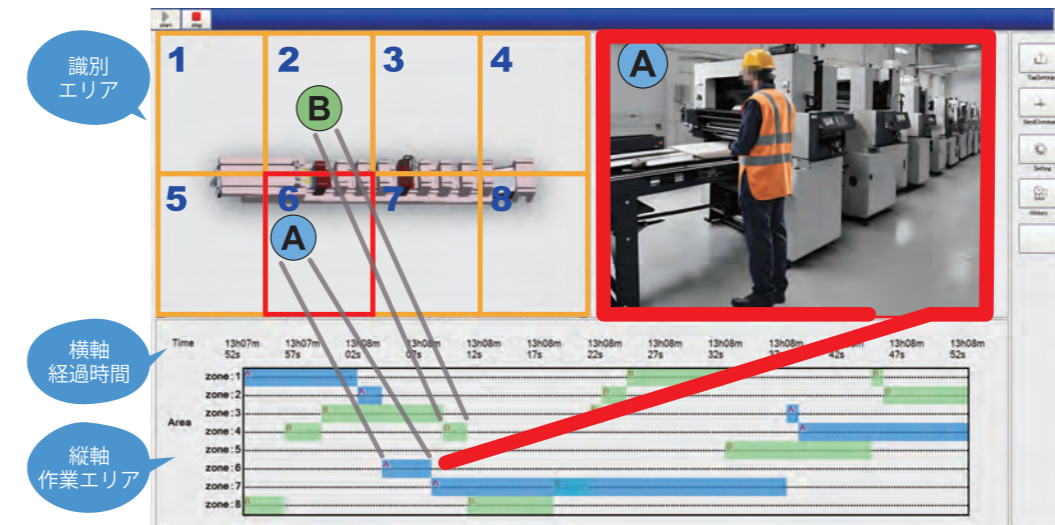 start
stop
識別
エリア
1
2
3
4
B
A
5
6
7
8
A
TagSettings
Setting
History
横軸
経過時間
Time
13h07m
52s
13h07m
57s
13h08m
02s
13h08m
07s
13h08m
12s
13h08m
17s
13h08m
22s
13h08m
27s
13h08m
32s
13h08m
42s
13h08m
47s
13h08m
52s
Area
zone:1
zone:2
zone:3
zone:4
zone:5
zone:6
zone:7
zone:8
縦軸
作業エリア